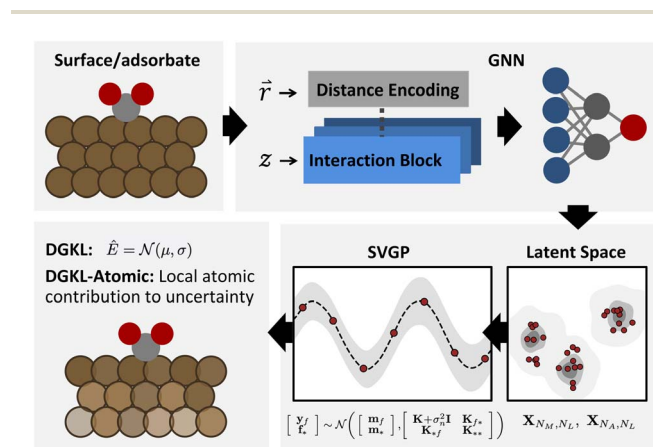 Surface/adsorbate
GNN
r⃗ → Distance Encoding
z → Interaction Block
DGKL: Ê = 𝒩(μ, σ)
DGKL-Atomic: Local atomic
contribution to uncertainty
SVGP
Latent Space
[y_f f_*] ~ 𝒩([m_f m_*], [K+σ_n^2 I K_{f*} K_{*f} K_{**}])
X_{N_M,N_L}, X_{N_A,N_L}